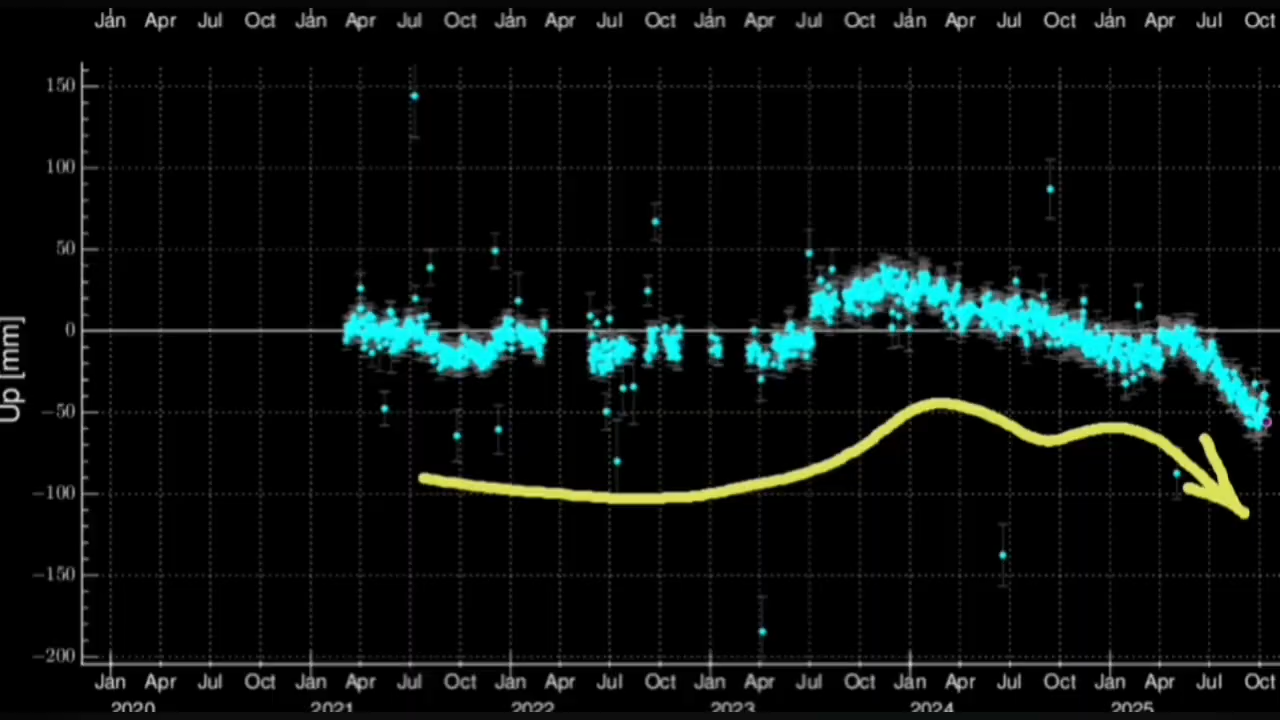 Jan Apr Jul Oct Jan Apr Jul Oct Jan Apr Jul Oct Jan Apr Jul Oct Jan Apr Jul Oct Jan Apr Jul Oct
150
100
50
0
−50
−100
−150
−200
Up [mm]
Jan Apr Jul Oct Jan Apr Jul Oct Jan Apr Jul Oct Jan Apr Jul Oct Jan Apr Jul Oct Jan Apr Jul Oct
2020 2021 2022 2023 2024 2025